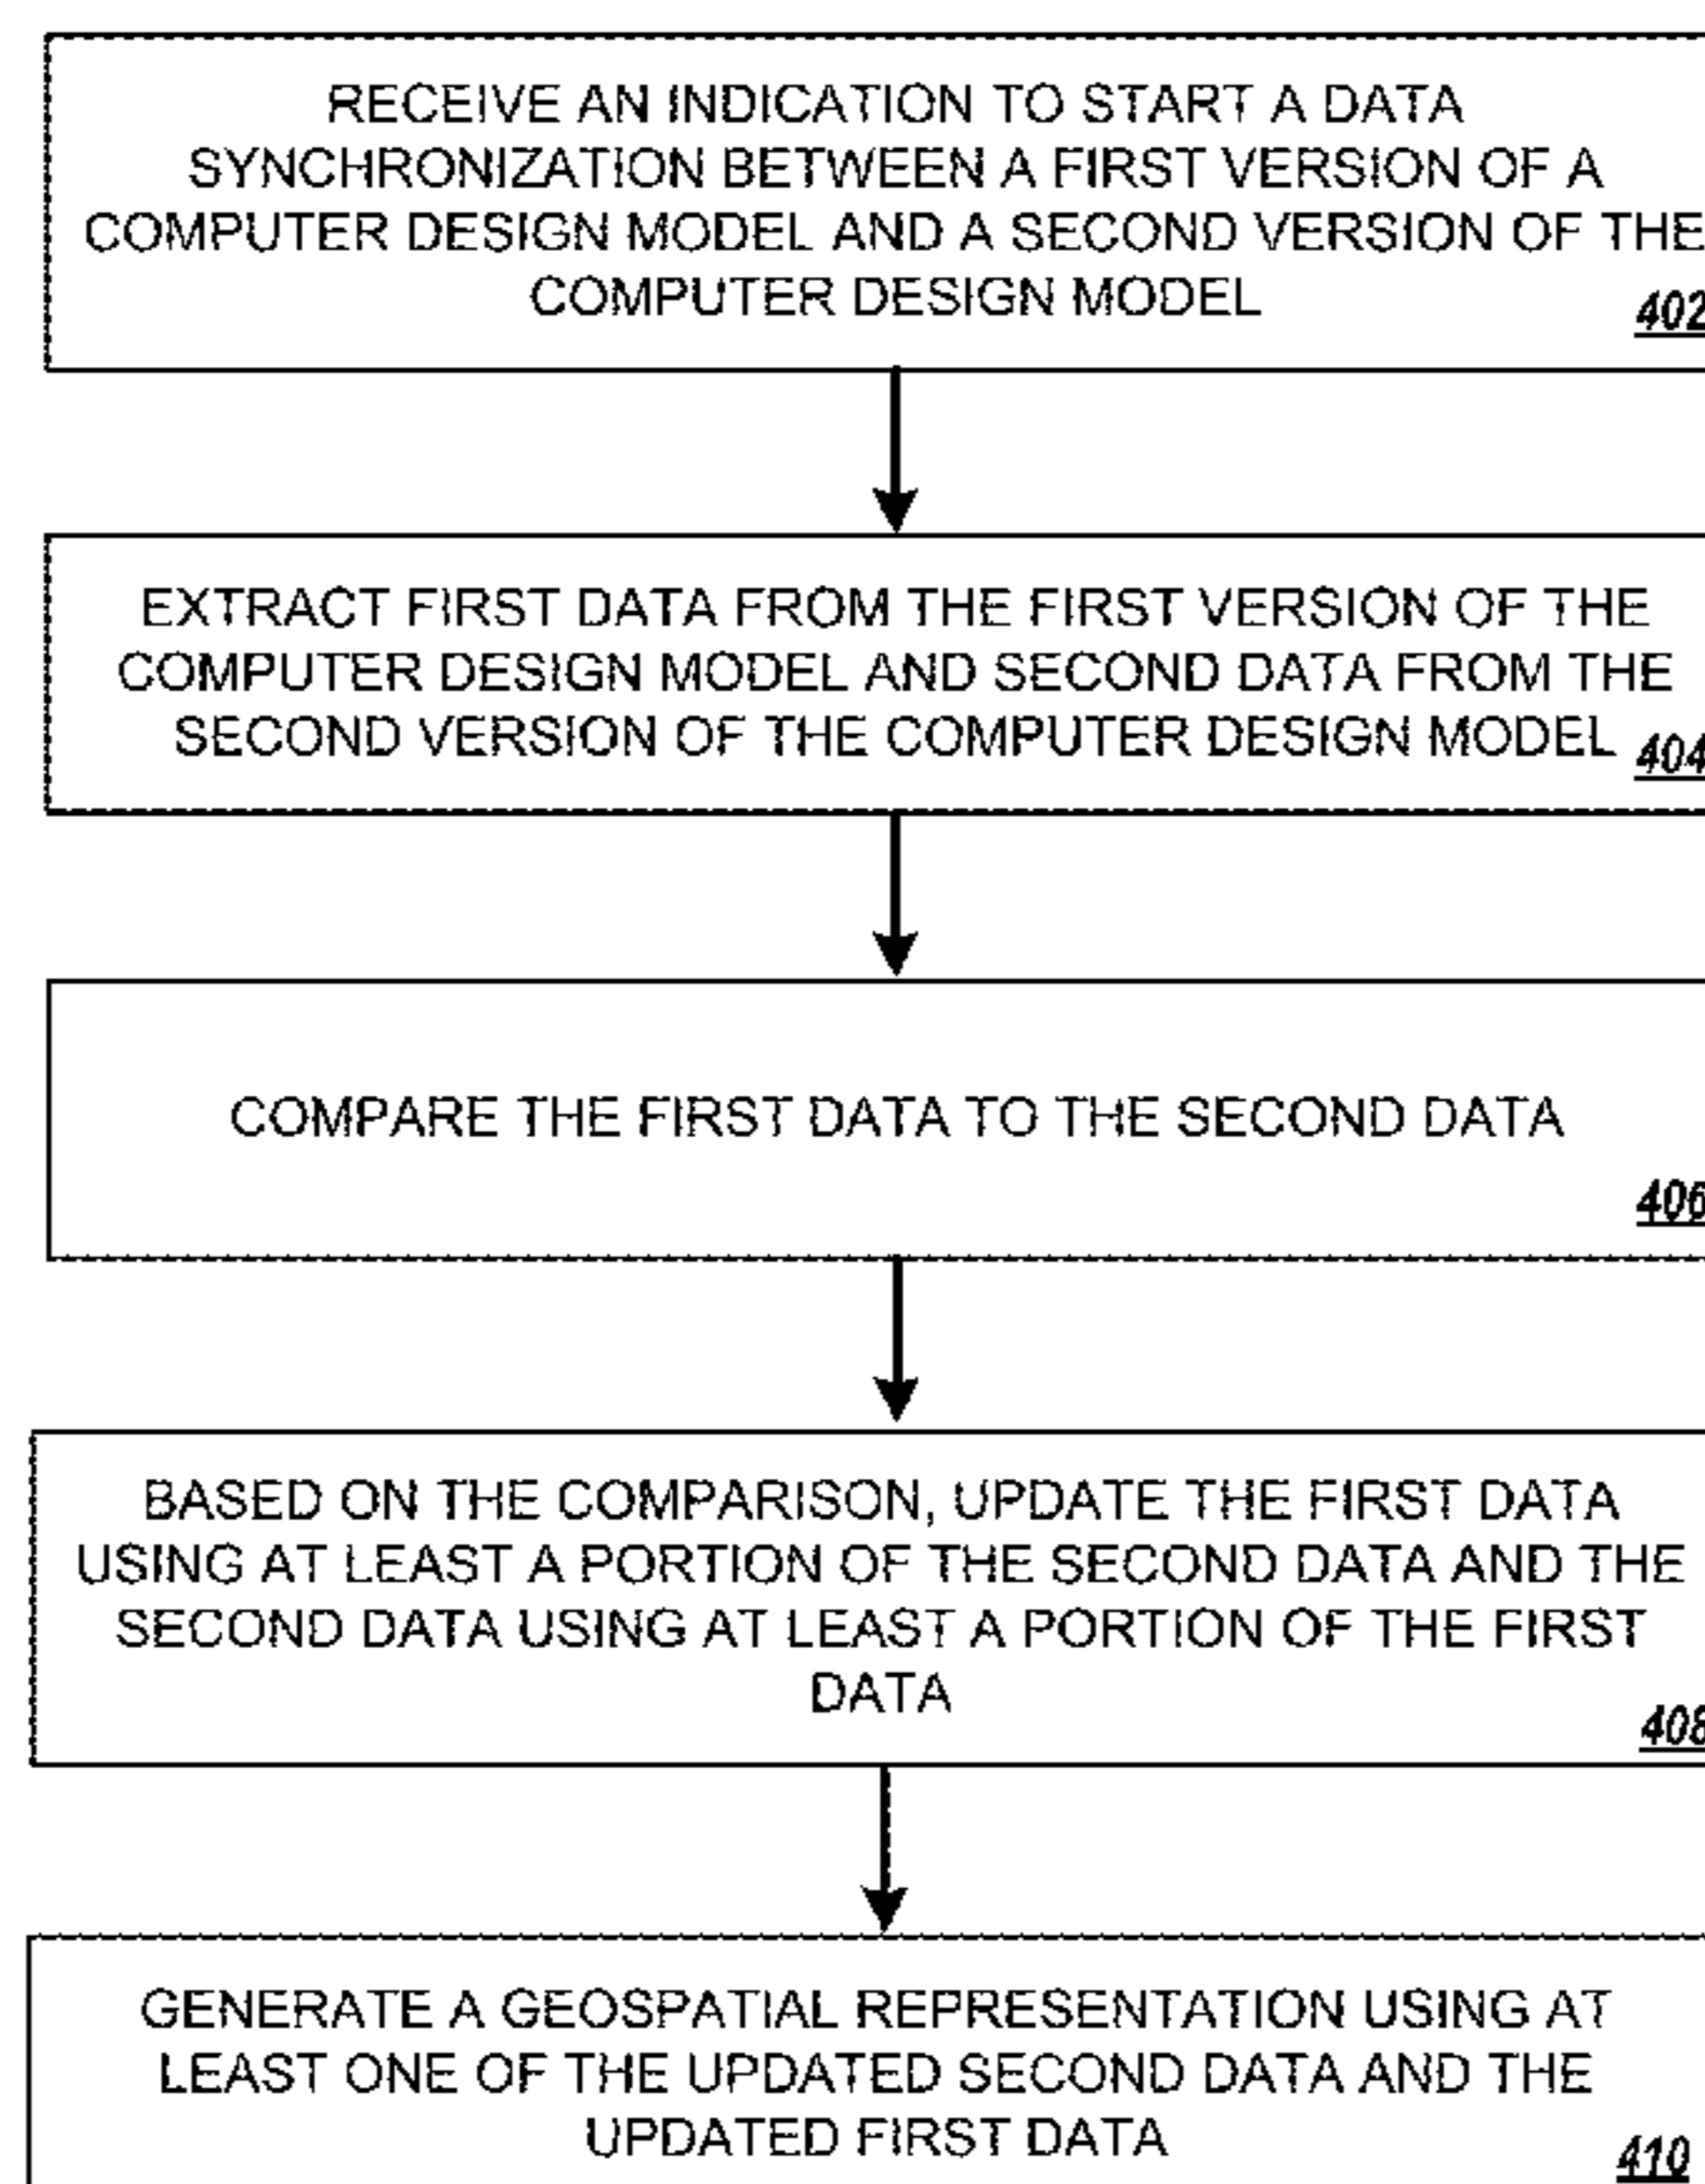 RECEIVE AN INDICATION TO START A DATA
SYNCHRONIZATION BETWEEN A FIRST VERSION OF A
COMPUTER DESIGN MODEL AND A SECOND VERSION OF THE
COMPUTER DESIGN MODEL
402
EXTRACT FIRST DATA FROM THE FIRST VERSION OF THE
COMPUTER DESIGN MODEL AND SECOND DATA FROM THE
SECOND VERSION OF THE COMPUTER DESIGN MODEL
404
COMPARE THE FIRST DATA TO THE SECOND DATA
406
BASED ON THE COMPARISON, UPDATE THE FIRST DATA
USING AT LEAST A PORTION OF THE SECOND DATA AND THE
SECOND DATA USING AT LEAST A PORTION OF THE FIRST
DATA
408
GENERATE A GEOSPATIAL REPRESENTATION USING AT
LEAST ONE OF THE UPDATED SECOND DATA AND THE
UPDATED FIRST DATA
410